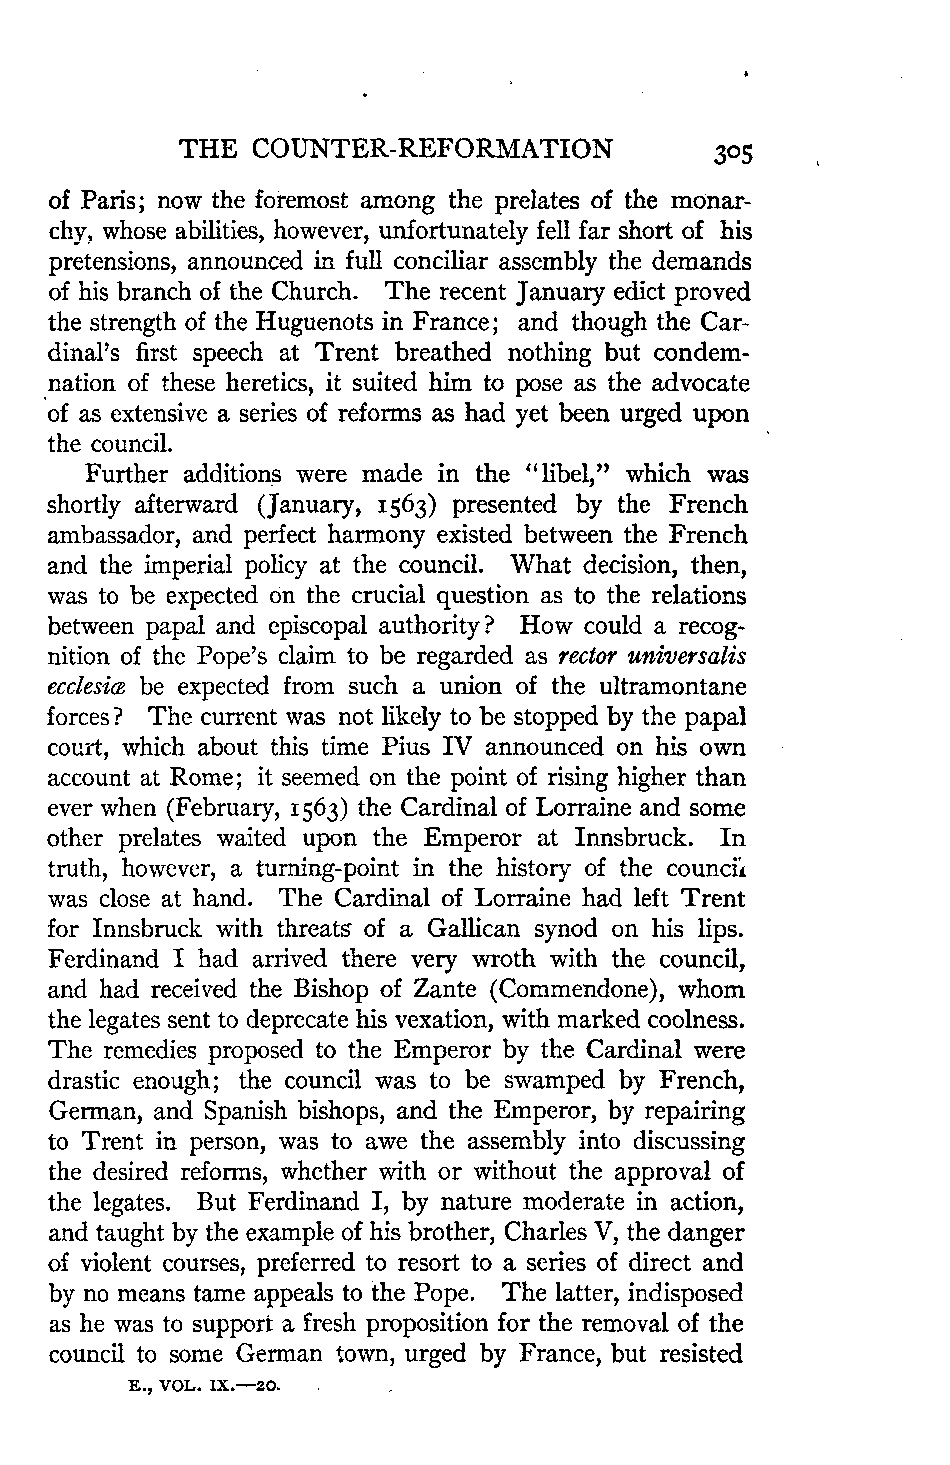 THE COUNTER-REFORMATION 305
of Paris; now the foremost among the prelates of the monar-
chy, whose abilities, however, unfortunately fell far short of his
pretensions, announced in full conciliar assembly the demands
of his branch of the Church. The recent January edict proved
the strength of the Huguenots in France; and though the Car-
dinal's first speech at Trent breathed nothing but condem-
nation of these heretics, it suited him to pose as the advocate
of as extensive a series of reforms as had yet been urged upon
the council.
Further additions were made in the "libel," which was
shortly afterward (January, 1563) presented by the French
ambassador, and perfect harmony existed between the French
and the imperial policy at the council. What decision, then,
was to be expected on the crucial question as to the relations
between papal and episcopal authority? How could a recog-
nition of the Pope's claim to be regarded as rector universalis
ecclesiæ be expected from such a union of the ultramontane
forces? The current was not likely to be stopped by the papal
court, which about this time Pius IV announced on his own
account at Rome; it seemed on the point of rising higher than
ever when (February, 1563) the Cardinal of Lorraine and some
other prelates waited upon the Emperor at Innsbruck. In
truth, however, a turning-point in the history of the council
was close at hand. The Cardinal of Lorraine had left Trent
for Innsbruck with threats of a Gallican synod on his lips.
Ferdinand I had arrived there very wroth with the council,
and had received the Bishop of Zante (Commendone), whom
the legates sent to deprecate his vexation, with marked coolness.
The remedies proposed to the Emperor by the Cardinal were
drastic enough; the council was to be swamped by French,
German, and Spanish bishops, and the Emperor, by repairing
to Trent in person, was to awe the assembly into discussing
the desired reforms, whether with or without the approval of
the legates. But Ferdinand I, by nature moderate in action,
and taught by the example of his brother, Charles V, the danger
of violent courses, preferred to resort to a series of direct and
by no means tame appeals to the Pope. The latter, indisposed
as he was to support a fresh proposition for the removal of the
council to some German town, urged by France, but resisted
E., VOL. IX.—20.